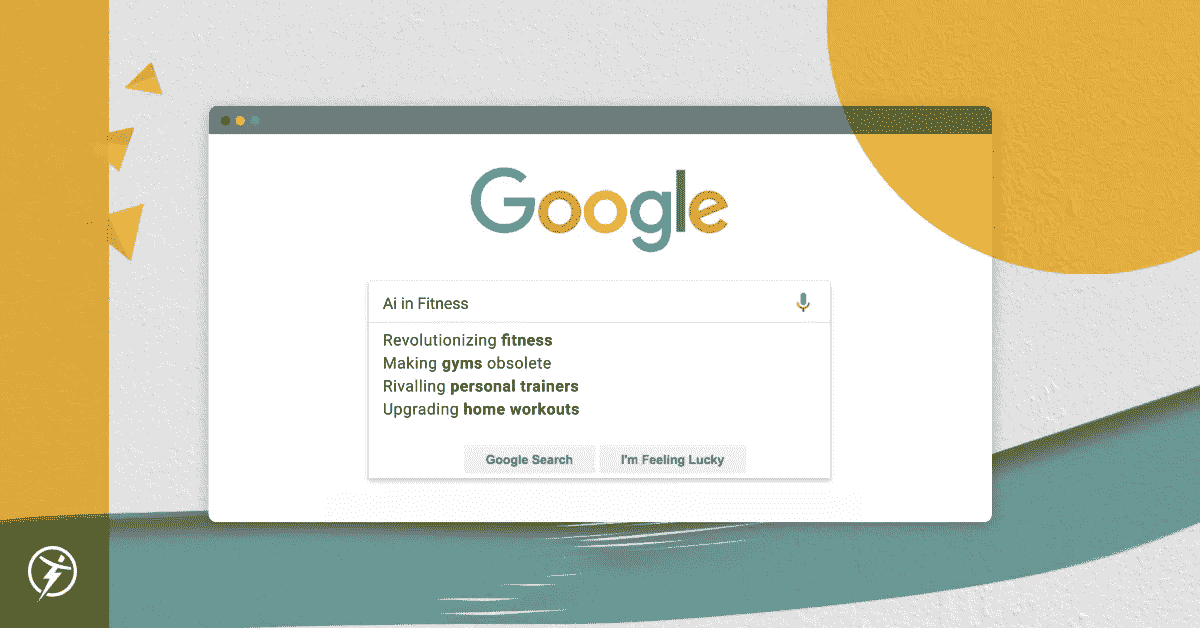 Google
Ai in Fitness
Revolutionizing fitness
Making gyms obsolete
Rivalling personal trainers
Upgrading home workouts
Google Search
I'm Feeling Lucky